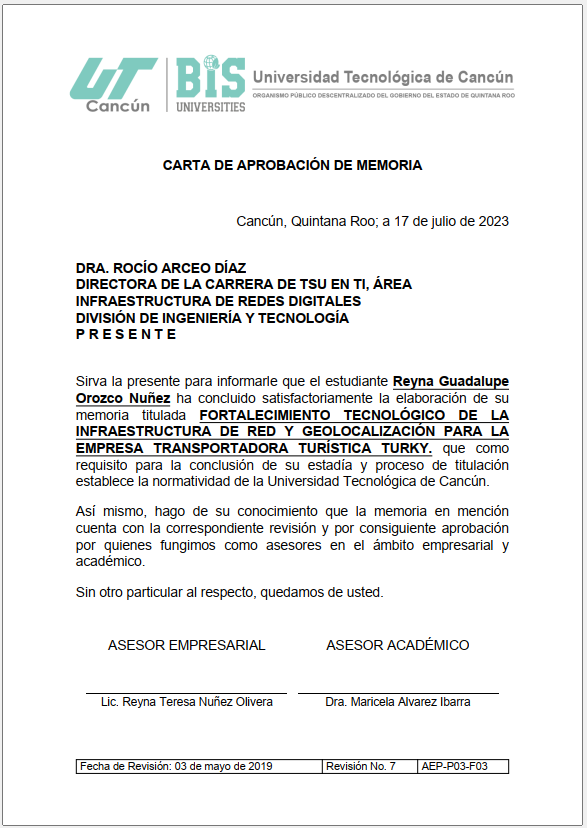 UT BIS Universidad Tecnológica de Cancún
Cancún UNIVERSITIES ORGANISMO PÚBLICO DESCENTRALIZADO DEL GOBIERNO DEL ESTADO DE QUINTANA ROO
CARTA DE APROBACIÓN DE MEMORIA
Cancún, Quintana Roo; a 17 de julio de 2023
DRA. ROCÍO ARCEO DÍAZ
DIRECTORA DE LA CARRERA DE TSU EN TI, ÁREA
INFRAESTRUCTURA DE REDES DIGITALES
DIVISIÓN DE INGENIERÍA Y TECNOLOGÍA
P R E S E N T E
Sirva la presente para informarle que el estudiante Reyna Guadalupe
Orozco Nuñez ha concluido satisfactoriamente la elaboración de su
memoria titulada FORTALECIMIENTO TECNOLÓGICO DE LA
INFRAESTRUCTURA DE RED Y GEOLOCALIZACIÓN PARA LA
EMPRESA TRANSPORTADORA TURÍSTICA TURKY. que como
requisito para la conclusión de su estadía y proceso de titulación
establece la normatividad de la Universidad Tecnológica de Cancún.
Así mismo, hago de su conocimiento que la memoria en mención
cuenta con la correspondiente revisión y por consiguiente aprobación
por quienes fungimos como asesores en el ámbito empresarial y
académico.
Sin otro particular al respecto, quedamos de usted.
ASESOR EMPRESARIAL ASESOR ACADÉMICO
Lic. Reyna Teresa Nuñez Olivera Dra. Maricela Alvarez Ibarra
Fecha de Revisión: 03 de mayo de 2019 Revisión No. 7 AEP-P03-F03